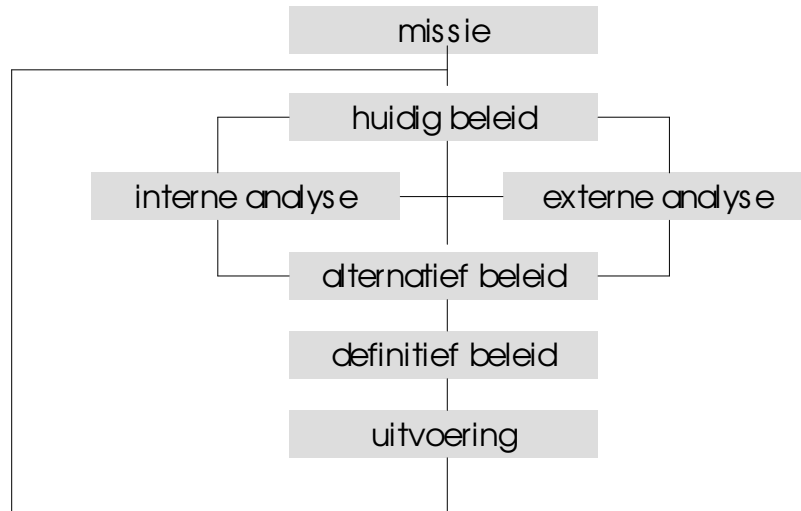 missie
huidig beleid
interne analyse
externe analyse
alternatief beleid
definitief beleid
uitvoering